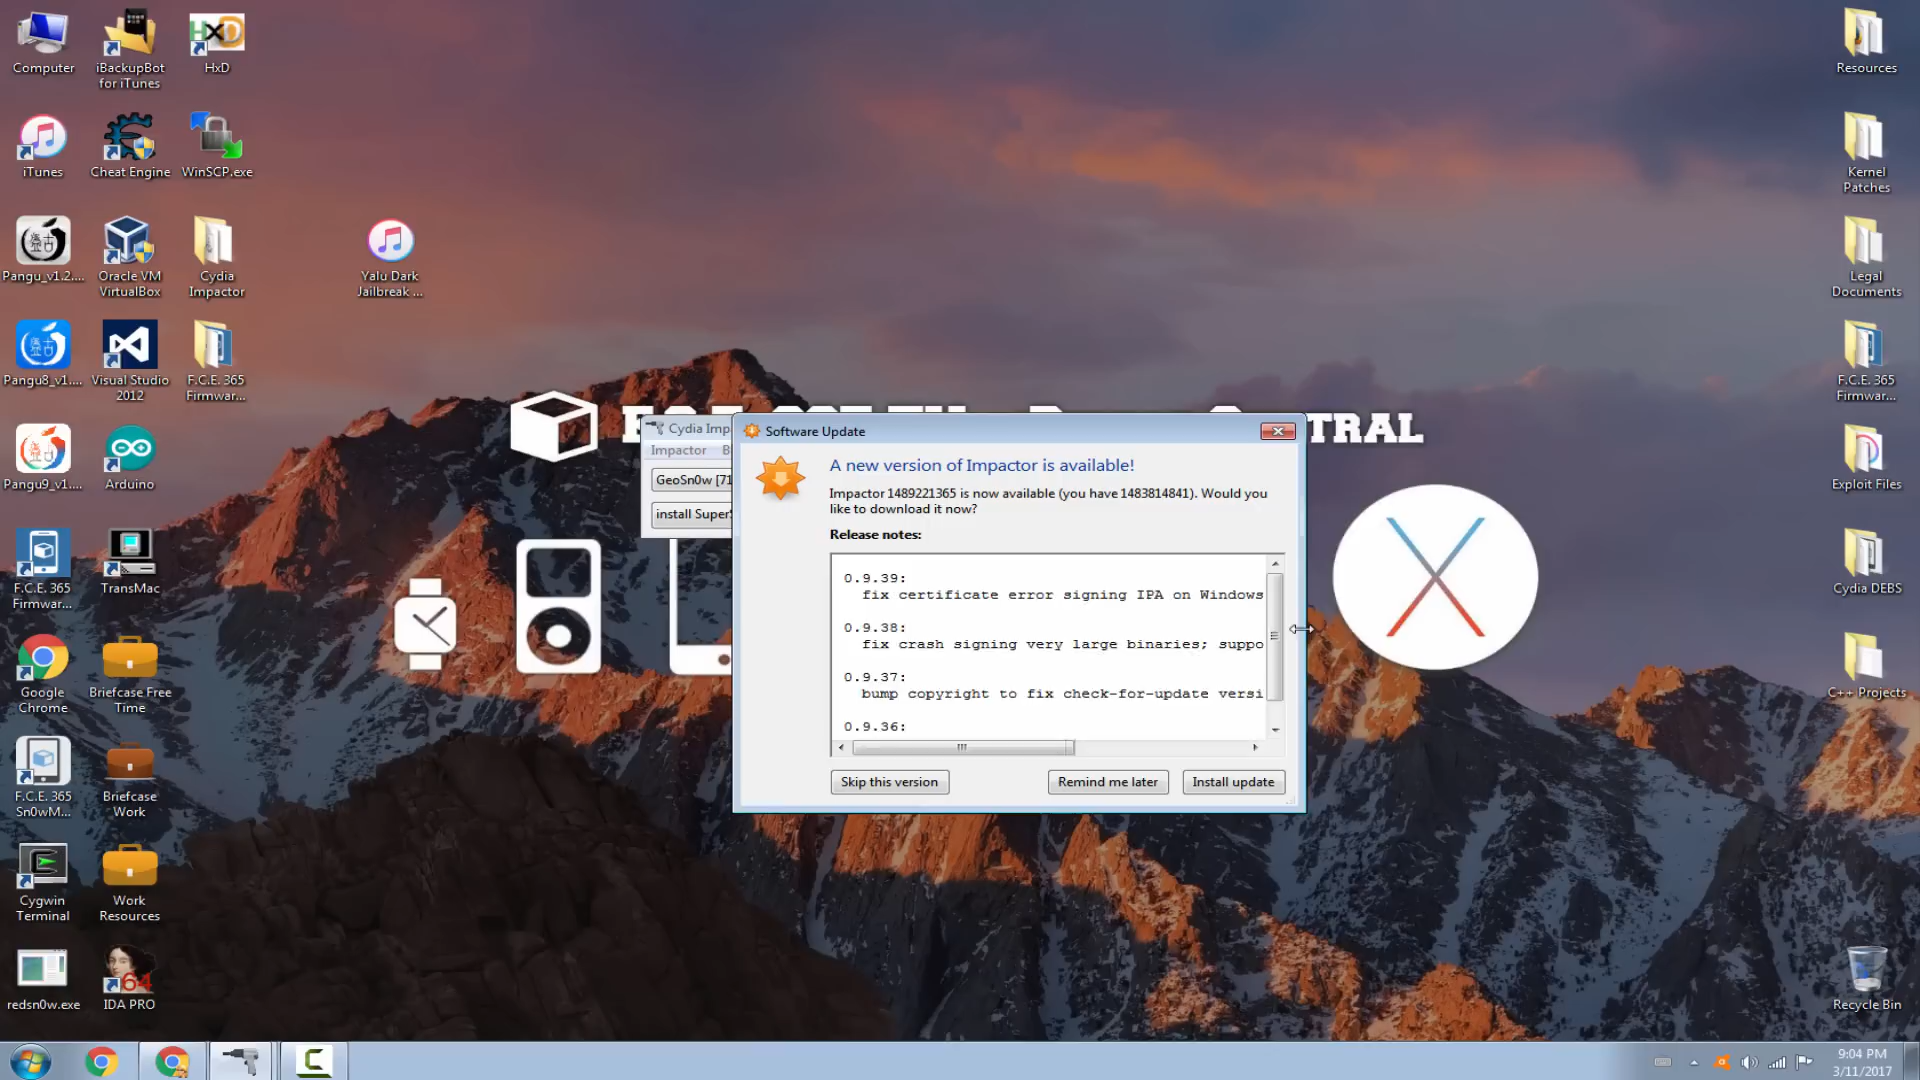 Computer
iBackupBot
for iTunes
HxD
iTunes
Cheat Engine
WinSCP.exe
Pangu_v1.2....
Oracle VM
VirtualBox
Cydia
Impactor
Yalu Dark
Jailbreak ...
Pangu8_v1....
Visual Studio
2012
F.C.E. 365
Firmwar...
Pangu9_v1....
Arduino
F.C.E. 365
Firmwar...
TransMac
Google
Chrome
Briefcase Free
Time
F.C.E. 365
Sn0wM...
Briefcase
Work
Cygwin
Terminal
Work
Resources
redsn0w.exe
64
IDA PRO
TRAL
Cydia Imp
Impactor B
GeoSn0w [71
install SuperS
Software Update
A new version of Impactor is available!
Impactor 1489221365 is now available (you have 1483814841). Would you
like to download it now?
Release notes:
0.9.39:
fix certificate error signing IPA on Windows
0.9.38:
fix crash signing very large binaries; suppo
0.9.37:
bump copyright to fix check-for-update versi
0.9.36:
Skip this version
Remind me later
Install update
Resources
Kernel
Patches
Legal
Documents
F.C.E. 365
Firmwar...
Exploit Files
Cydia DEBS
C++ Projects
Recycle Bin
9:04 PM
3/11/2017